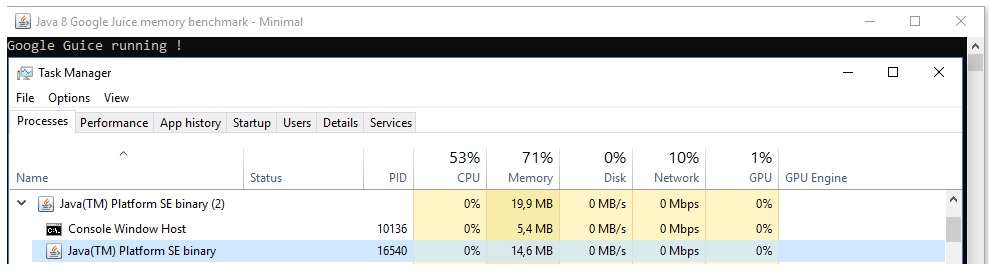 Java 8 Google Juice memory benchmark - Minimal
Google Guice running !
Task Manager
File Options View
Processes Performance App history Startup Users Details Services
53% 71% 0% 10% 1%
Name Status PID CPU Memory Disk Network GPU GPU Engine
Java(TM) Platform SE binary (2) 0% 19,9 MB 0 MB/s 0 Mbps 0%
Console Window Host 10136 0% 5,4 MB 0 MB/s 0 Mbps 0%
Java(TM) Platform SE binary 16540 0% 14,6 MB 0 MB/s 0 Mbps 0%